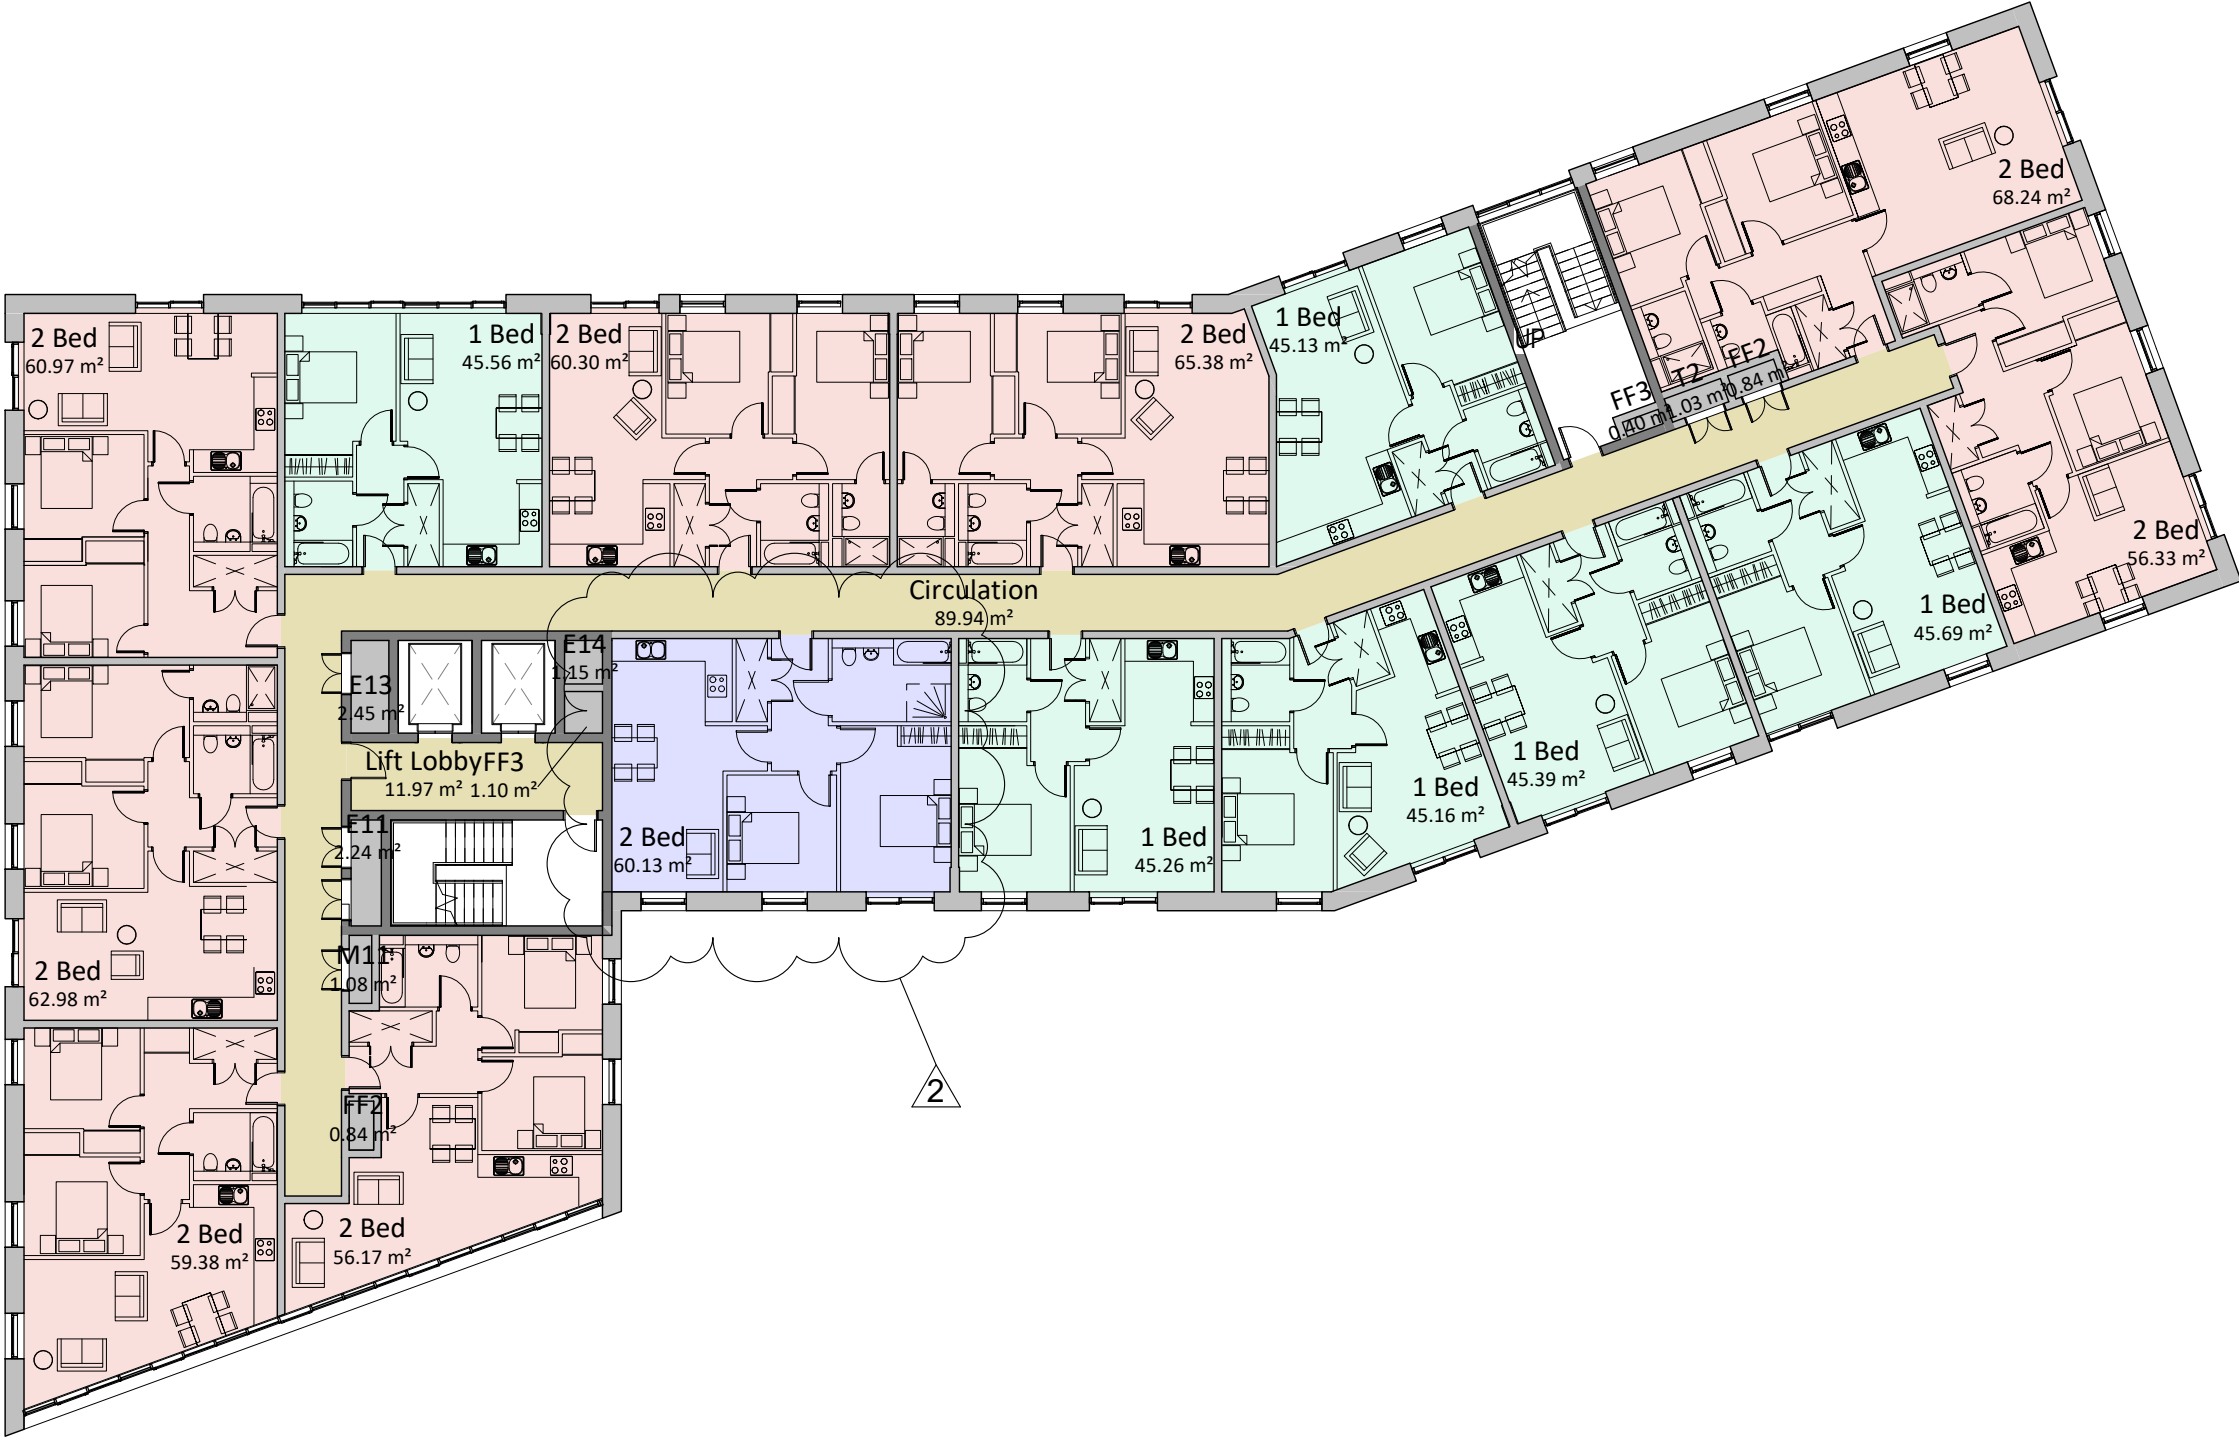 2 Bed
68.24 m²
2 Bed
60.97 m²
1 Bed
45.56 m²
2 Bed
60.30 m²
2 Bed
65.38 m²
1 Bed
45.13 m²
UP
FF3
0.40 m²
T2
1.03 m²
FF2
0.84 m
2 Bed
56.33 m²
Circulation
89.94 m²
1 Bed
45.69 m²
E14
1.15 m²
E13
2.45 m²
Lift Lobby
11.97 m²
FF3
1.10 m²
1 Bed
45.39 m²
1 Bed
45.16 m²
E11
2.24 m²
2 Bed
60.13 m²
1 Bed
45.26 m²
2 Bed
62.98 m²
M11
1.08 m²
2
FF2
0.84 m²
2 Bed
59.38 m²
2 Bed
56.17 m²